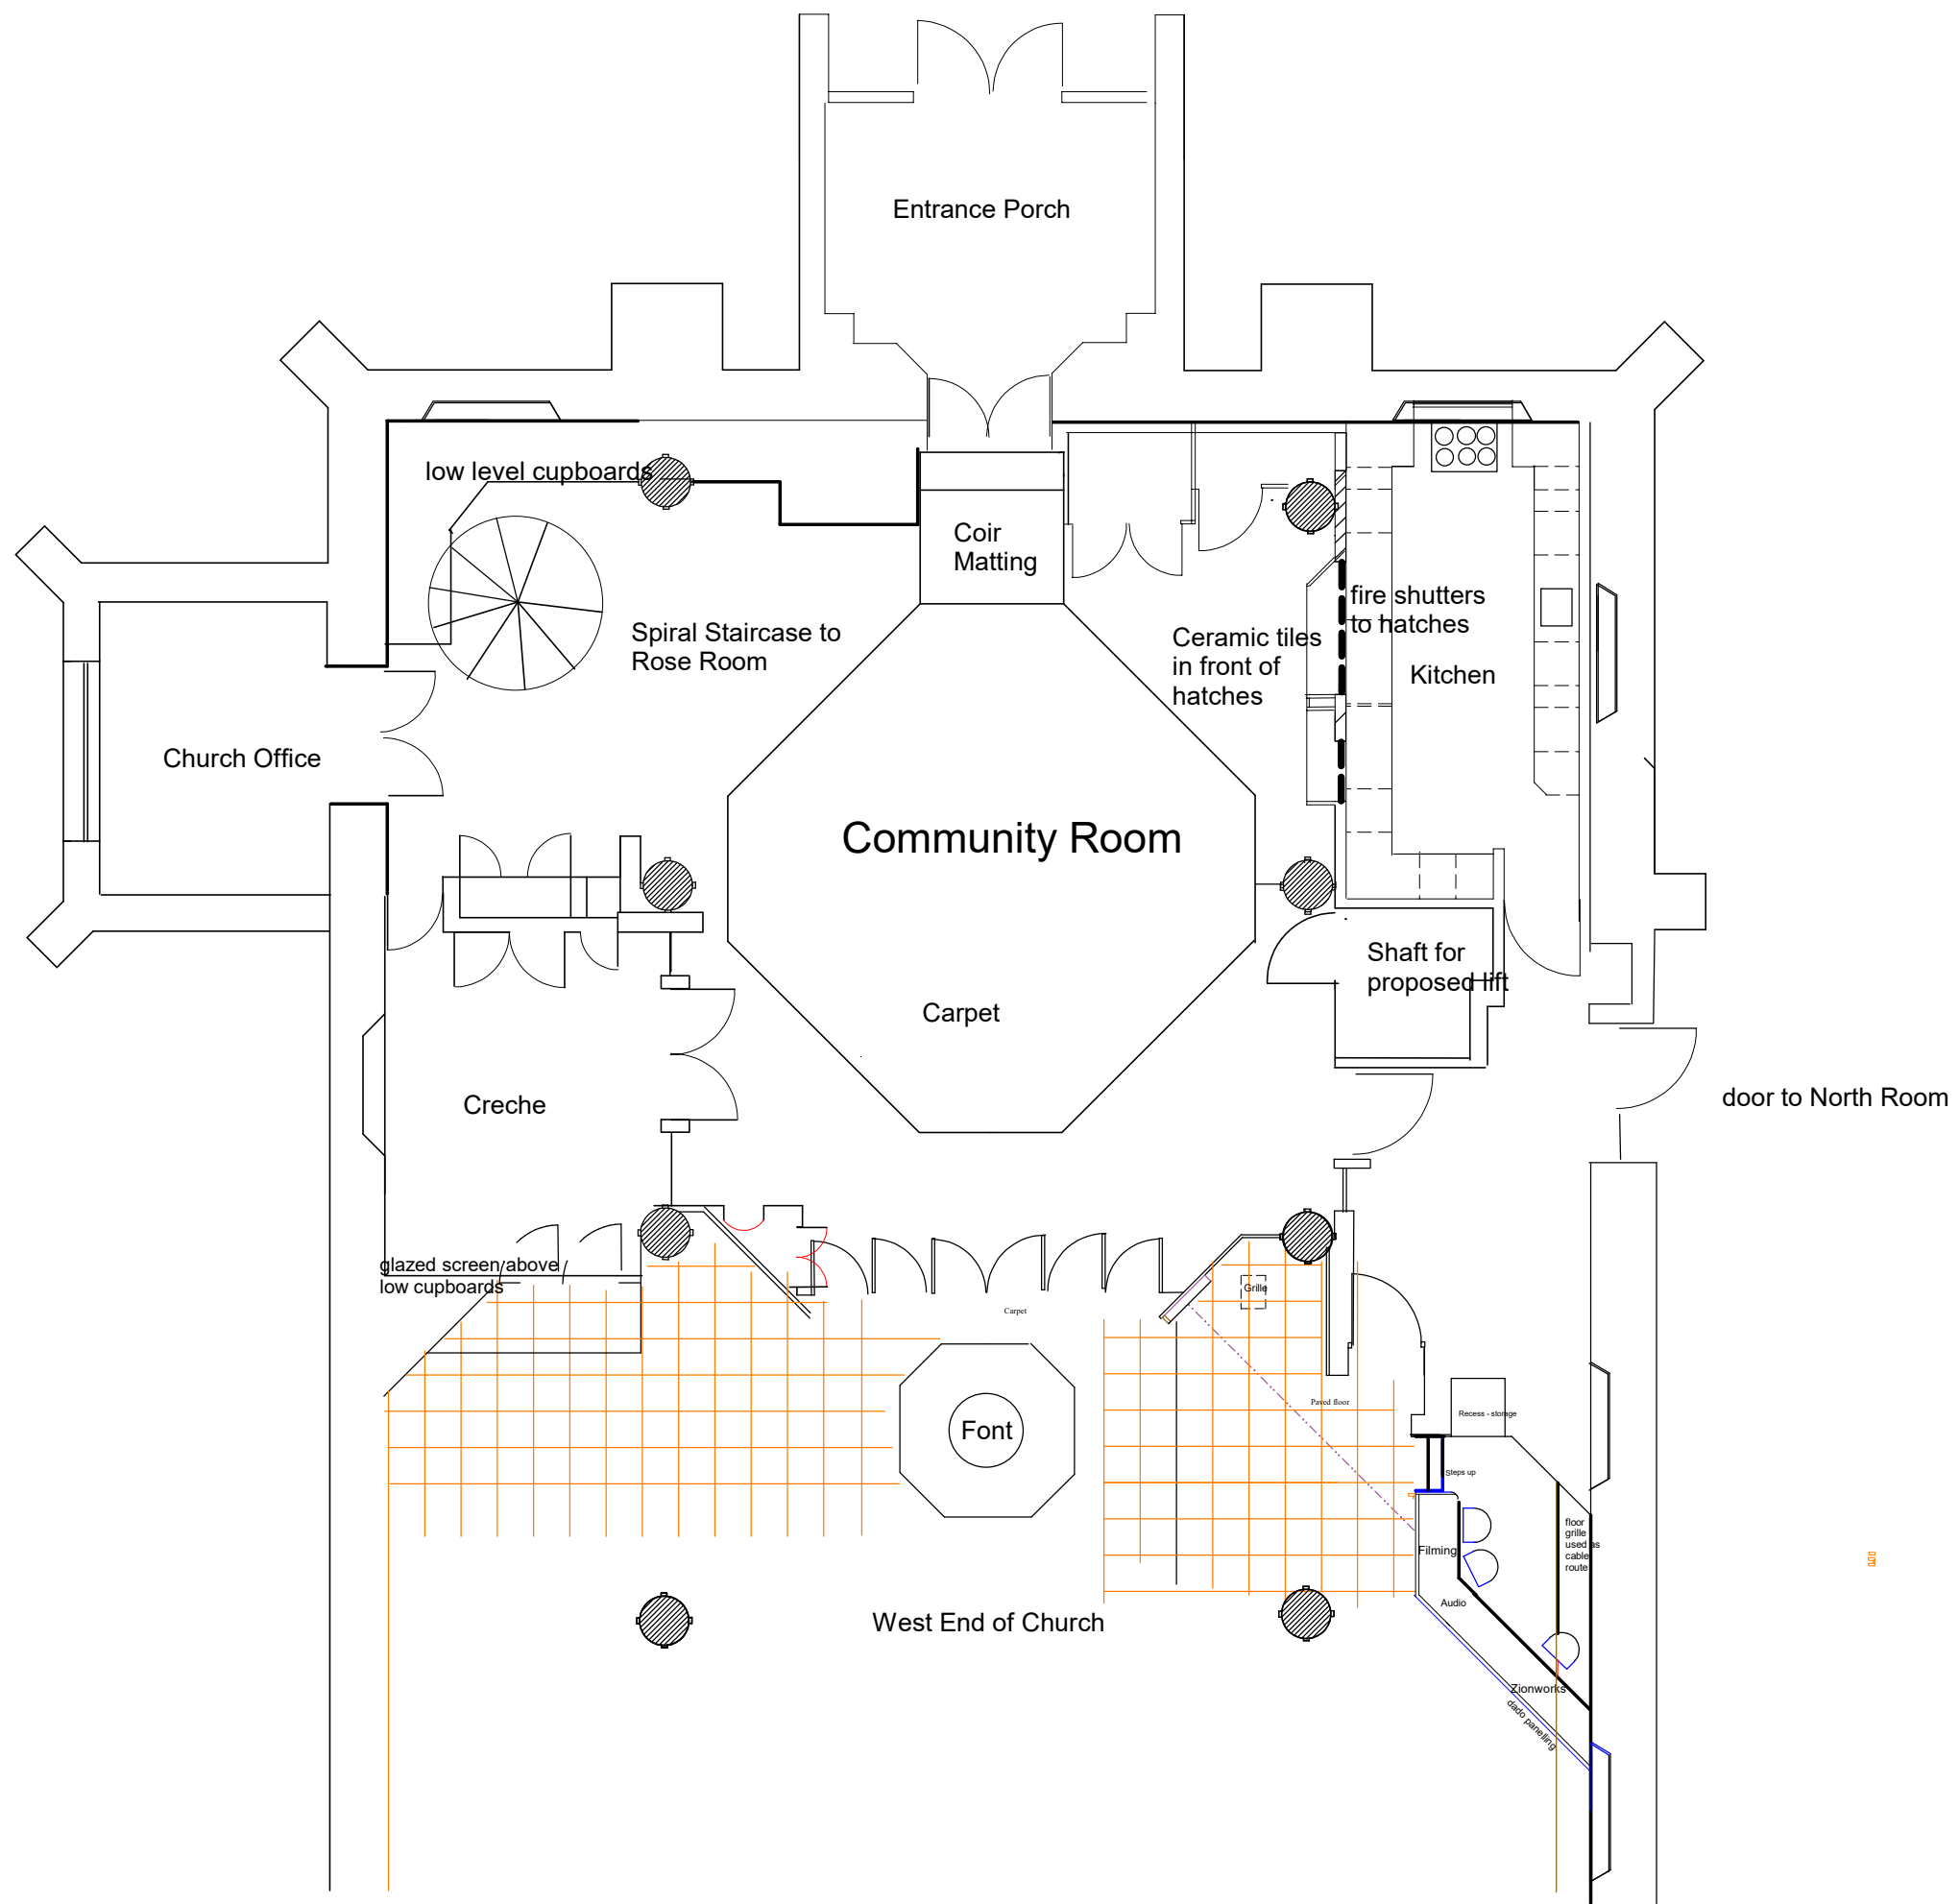 Entrance Porch
low level cupboards
Coir
Matting
fire shutters
to hatches
Spiral Staircase to
Rose Room
Ceramic tiles
in front of
hatches
Kitchen
Church Office
Community Room
Shaft for
proposed lift
Carpet
Creche
door to North Room
glazed screen above
low cupboards
Grille
Carpet
Paved floor
Recess - storage
Font
Steps up
floor
grille
used as
cable
route
Filming
Audio
West End of Church
Zionworks
dado panelling